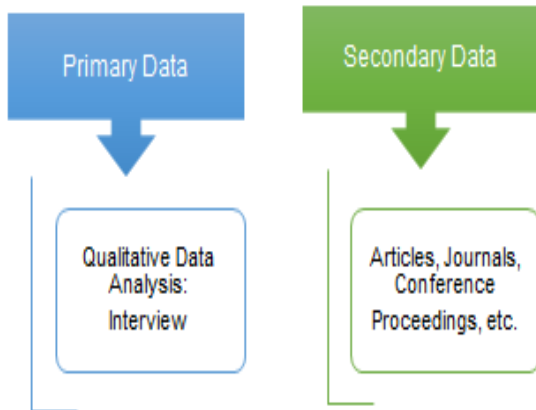 Primary Data
Qualitative Data
Analysis:
Interview
Secondary Data
Articles, Journals,
Conference
Proceedings, etc.